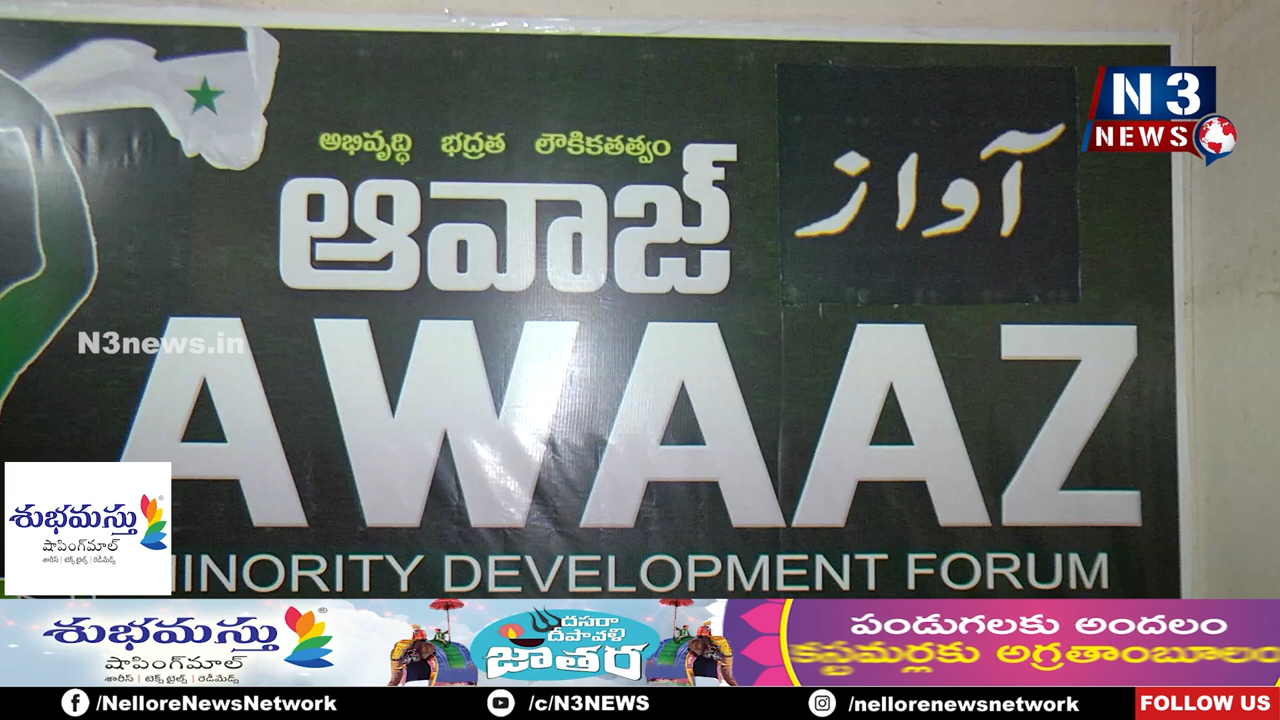 అభివృద్ధి భద్రత లౌకికతత్వం
ఆవాజ్
آواز
N3
NEWS
N3news.in
AWAAZ
MINORITY DEVELOPMENT FORUM
శుభమస్తు
షాపింగ్‌మాల్
శారీస్ | టెక్స్‌టైల్స్ | రెడీమేడ్స్
శుభమస్తు
షాపింగ్‌మాల్
శారీస్ | టెక్స్‌టైల్స్ | రెడీమేడ్స్
దసరా
దీపావళి
జాతర
పండుగలకు అందలం
కస్టమర్లకు అగ్రతాంబూలం
/NelloreNewsNetwork
/c/N3NEWS
/nellorenewsnetwork
FOLLOW US